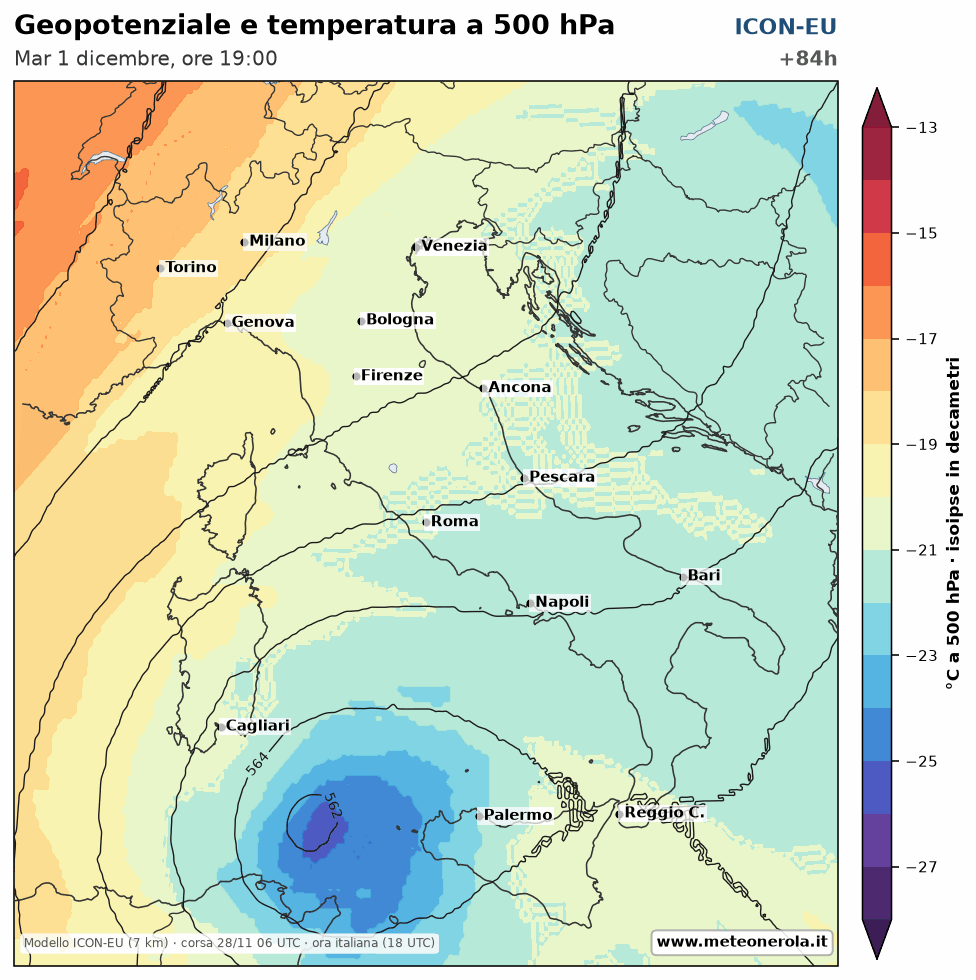 Geopotenziale e temperatura a 500 hPa
ICON-EU
Mar 1 dicembre, ore 19:00
+84h
Milano
Venezia
Torino
Genova
Bologna
Firenze
Ancona
Pescara
Roma
Bari
Napoli
Cagliari
564
562
Palermo
Reggio C.
−13
−15
−17
−19
−21
−23
−25
−27
°C a 500 hPa · isoipse in decametri
Modello ICON-EU (7 km) · corsa 28/11 06 UTC · ora italiana (18 UTC)
www.meteonerola.it